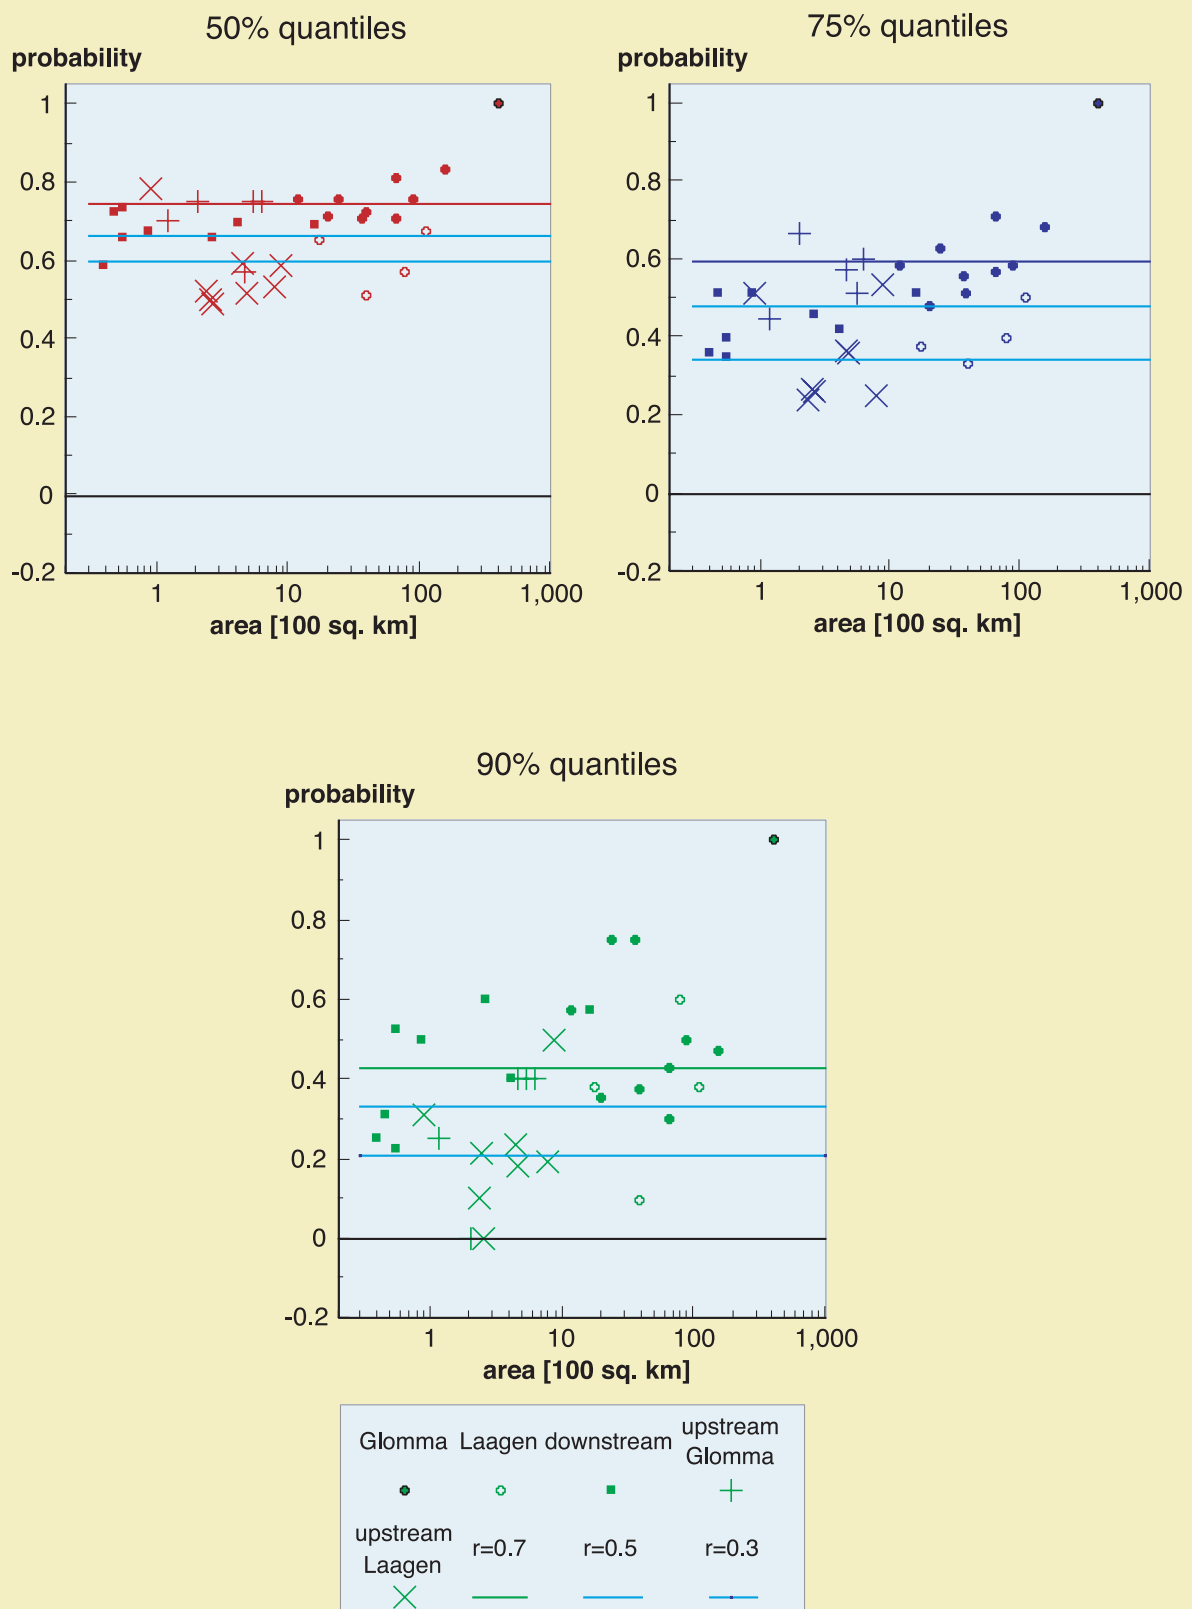 50% quantiles
probability
1
0.8
0.6
0.4
0.2
0
-0.2
1 10 100 1,000
area [100 sq. km]
75% quantiles
probability
1
0.8
0.6
0.4
0.2
0
-0.2
1 10 100 1,000
area [100 sq. km]
90% quantiles
probability
1
0.8
0.6
0.4
0.2
0
-0.2
1 10 100 1,000
area [100 sq. km]
Glomma Laagen downstream upstream Glomma
upstream Laagen r=0.7 r=0.5 r=0.3